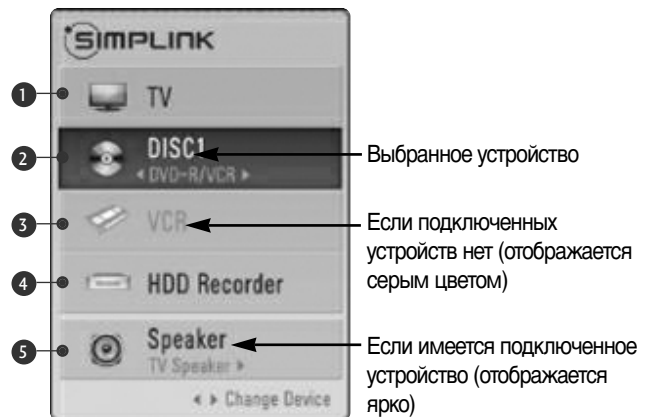 SIMPLINK
1 TV
2 DISC1
◂ DVD-R/VCR ▸
3 VCR
4 HDD Recorder
5 Speaker
TV Speaker ▸
◂ ▸ Change Device
Выбранное устройство
Если подключенных
устройств нет (отображается
серым цветом)
Если имеется подключенное
устройство (отображается
ярко)